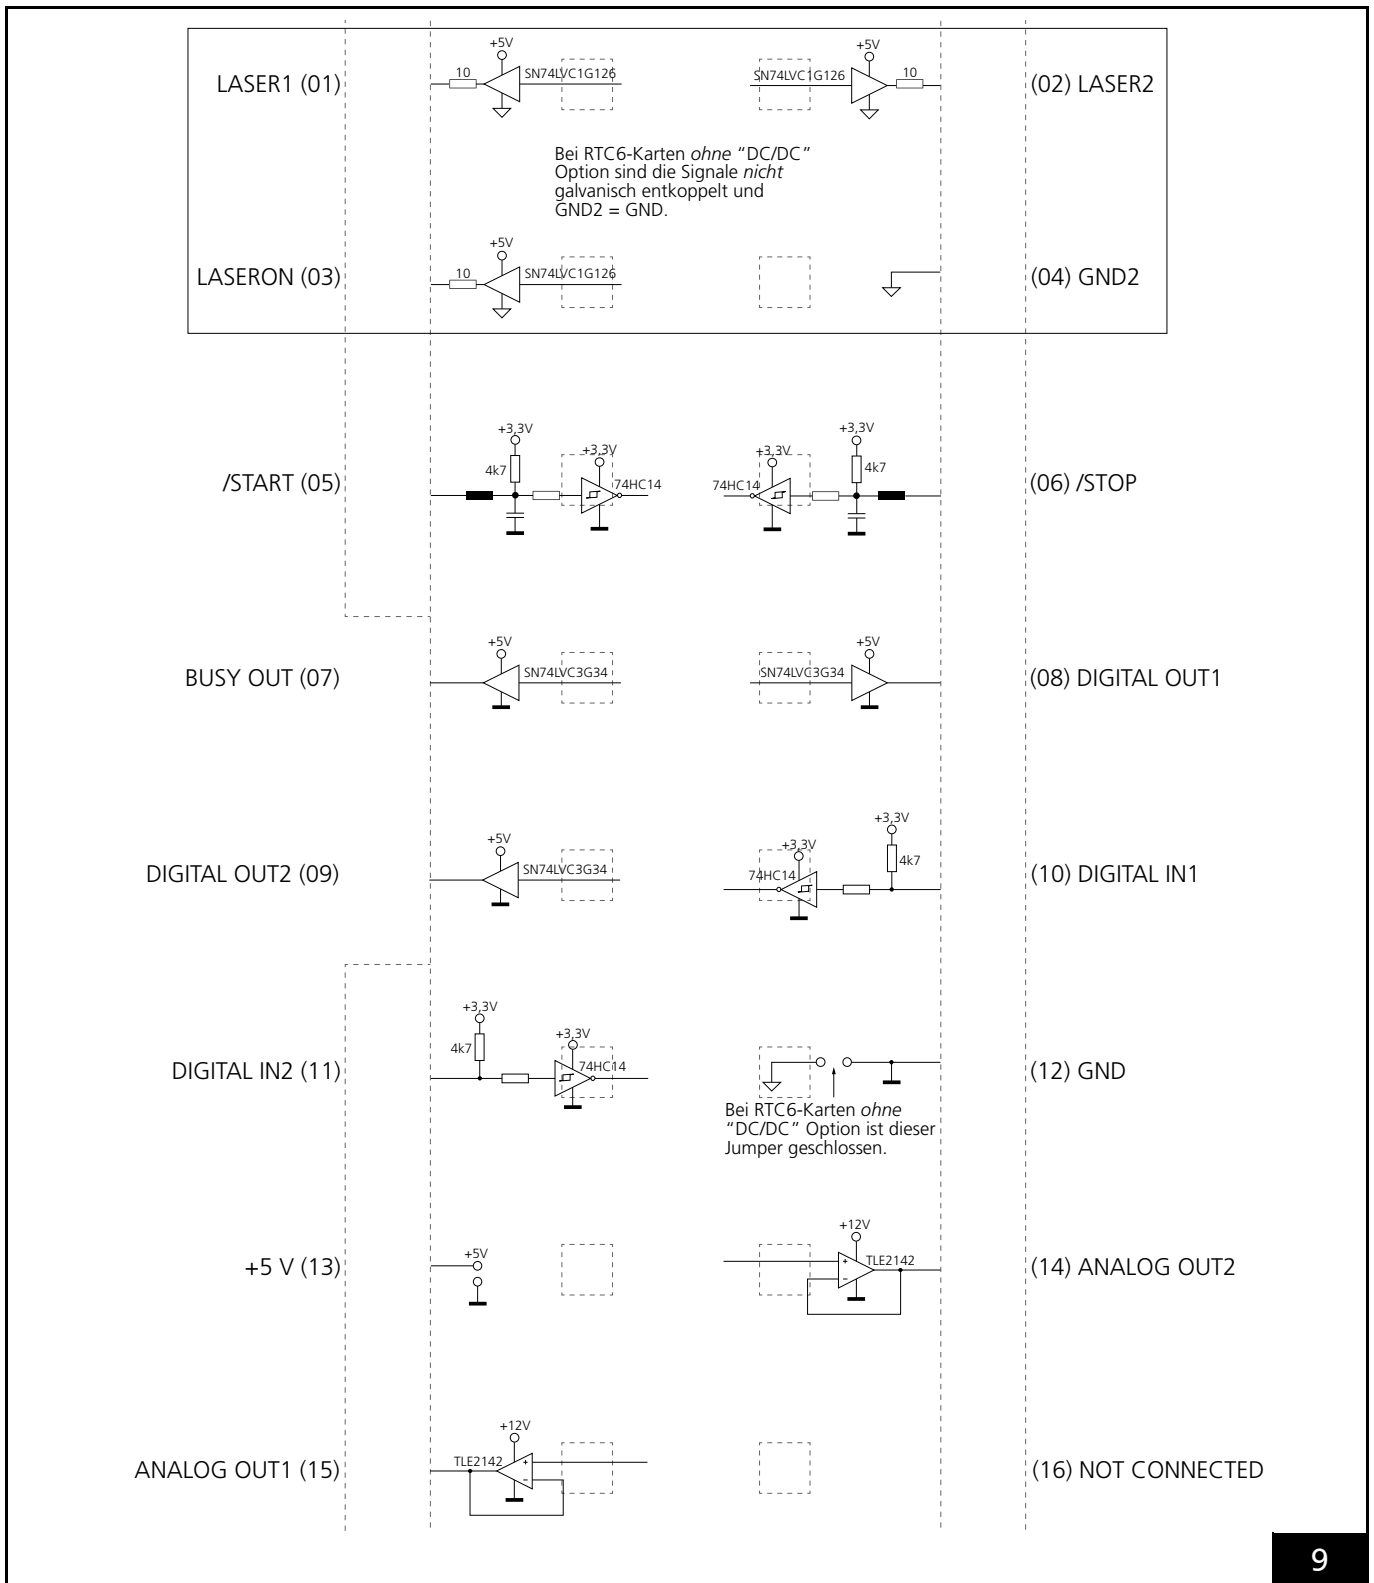 +5V
+5V
LASER1 (01)
10
SN74LVC1G126
SN74LVC1G126
10
(02) LASER2
Bei RTC6-Karten ohne “DC/DC”
Option sind die Signale nicht
galvanisch entkoppelt und
GND2 = GND.
+5V
LASERON (03)
10
SN74LVC1G126
(04) GND2
+3,3V
+3,3V
+3,3V
+3,3V
4k7
4k7
/START (05)
74HC14
74HC14
(06) /STOP
+5V
+5V
BUSY OUT (07)
SN74LVC3G34
SN74LVC3G34
(08) DIGITAL OUT1
+3,3V
+5V
+3,3V
4k7
DIGITAL OUT2 (09)
SN74LVC3G34
74HC14
(10) DIGITAL IN1
+3,3V
+3,3V
4k7
DIGITAL IN2 (11)
74HC14
(12) GND
Bei RTC6-Karten ohne
“DC/DC” Option ist dieser
Jumper geschlossen.
+12V
+5 V (13)
+5V
+
−
TLE2142
(14) ANALOG OUT2
+12V
ANALOG OUT1 (15)
TLE2142
+
−
(16) NOT CONNECTED
9